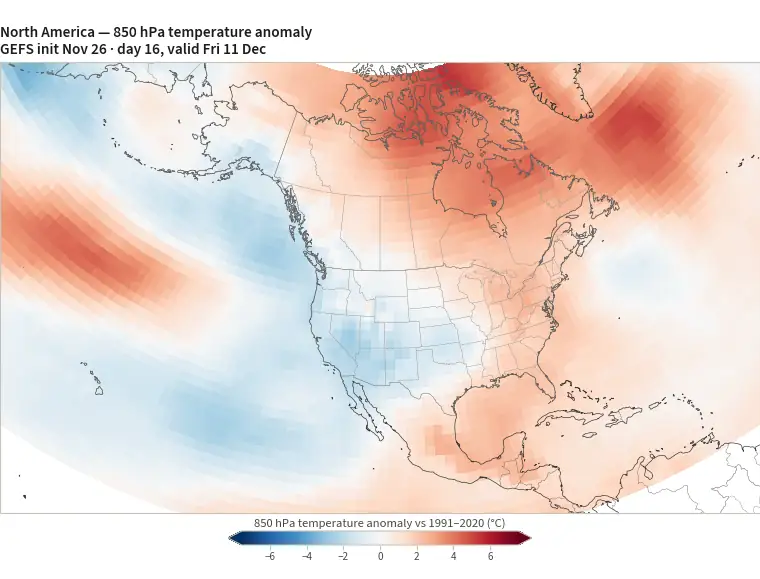 North America — 850 hPa temperature anomaly
GEFS init Nov 26 · day 16, valid Fri 11 Dec
850 hPa temperature anomaly vs 1991–2020 (°C)
−6 −4 −2 0 2 4 6